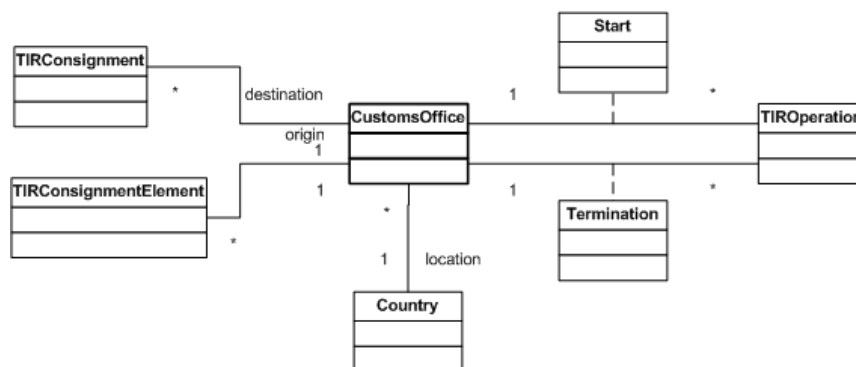 Start
TIRConsignment
*
destination
1
*
CustomsOffice
TIROperation
origin
1
TIRConsignmentElement
1
1
*
*
Termination
*
1
location
Country